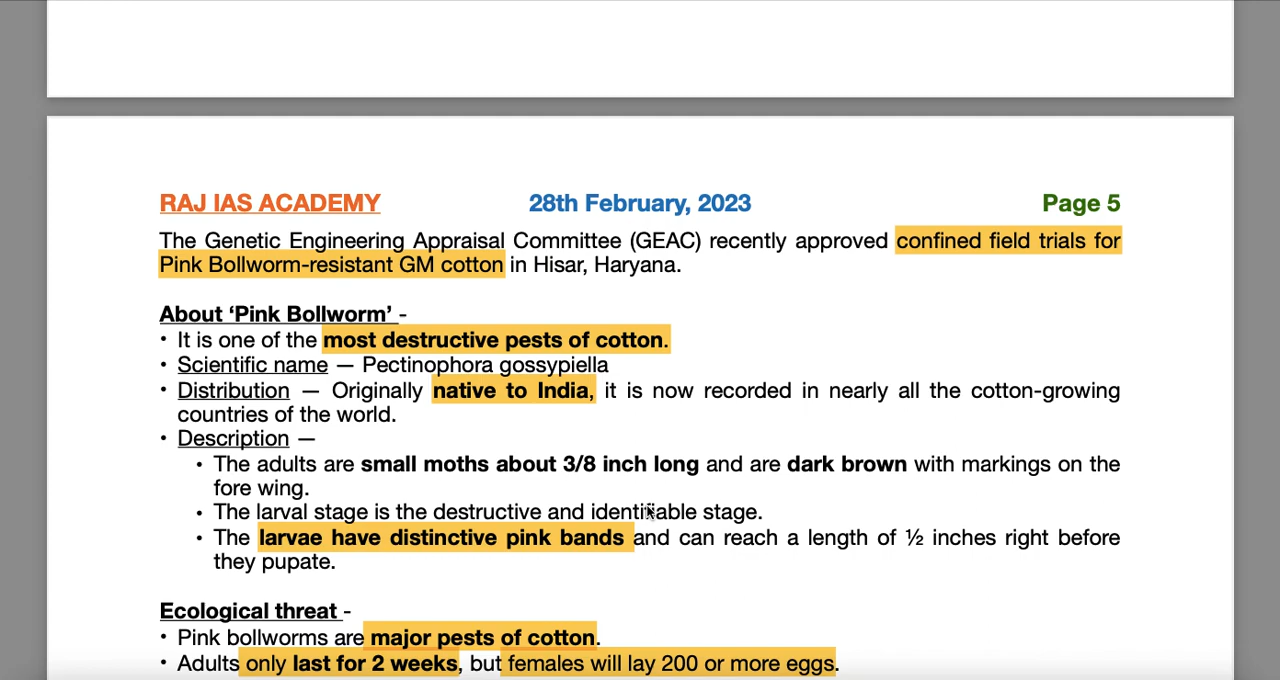 RAJ IAS ACADEMY 28th February, 2023 Page 5
The Genetic Engineering Appraisal Committee (GEAC) recently approved confined field trials for
Pink Bollworm-resistant GM cotton in Hisar, Haryana.
About ‘Pink Bollworm’ -
• It is one of the most destructive pests of cotton.
• Scientific name — Pectinophora gossypiella
• Distribution — Originally native to India, it is now recorded in nearly all the cotton-growing
countries of the world.
• Description —
• The adults are small moths about 3/8 inch long and are dark brown with markings on the
fore wing.
• The larval stage is the destructive and identifiable stage.
• The larvae have distinctive pink bands and can reach a length of ½ inches right before
they pupate.
Ecological threat -
• Pink bollworms are major pests of cotton.
• Adults only last for 2 weeks, but females will lay 200 or more eggs.